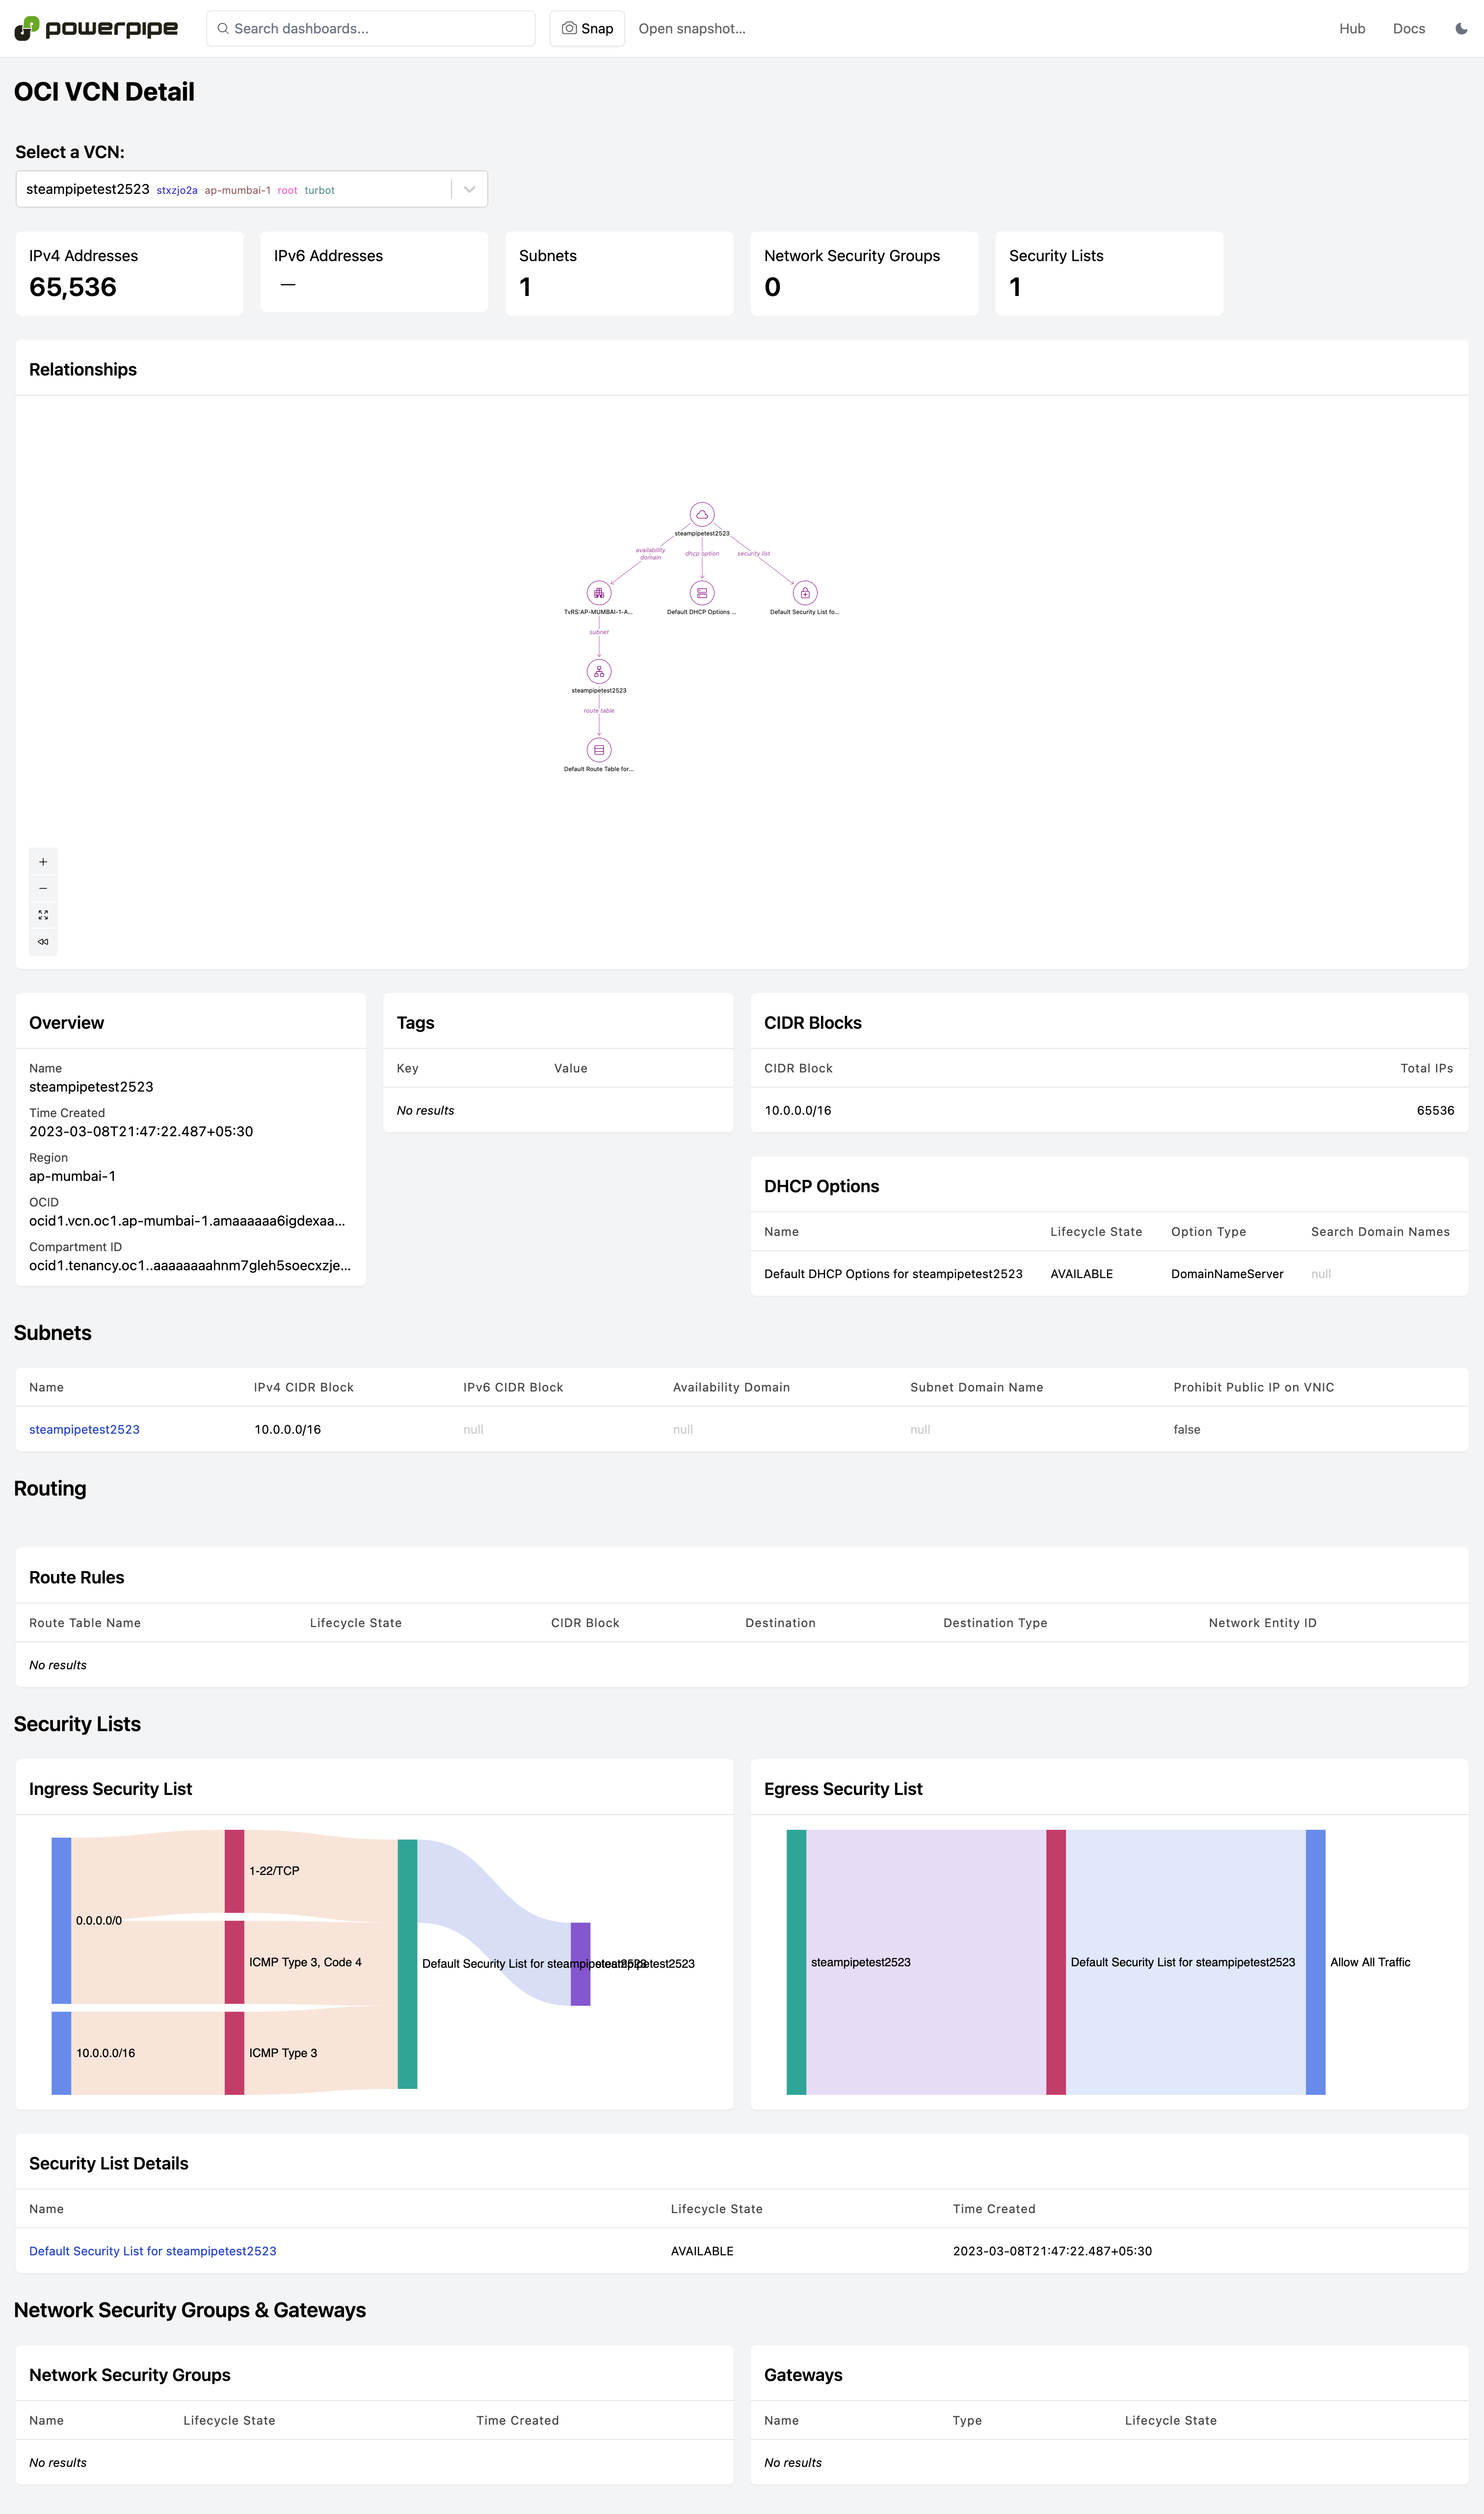 powerpipe
Search dashboards...
Snap
Open snapshot...
Hub
Docs
OCI VCN Detail
Select a VCN:
steampipetest2523 stxzjo2a ap-mumbai-1 root turbot
IPv4 Addresses
65,536
IPv6 Addresses
—
Subnets
1
Network Security Groups
0
Security Lists
1
Relationships
steampipetest2523
availability
domain
dhcp option
security list
TvRS:AP-MUMBAI-1-A...
Default DHCP Options ...
Default Security List fo...
subnet
steampipetest2523
route table
Default Route Table for...
Overview
Name
steampipetest2523
Time Created
2023-03-08T21:47:22.487+05:30
Region
ap-mumbai-1
OCID
ocid1.vcn.oc1.ap-mumbai-1.amaaaaaa6igdexaa...
Compartment ID
ocid1.tenancy.oc1..aaaaaaaahnm7gleh5soecxzje...
Tags
Key Value
No results
CIDR Blocks
CIDR Block Total IPs
10.0.0.0/16 65536
DHCP Options
Name Lifecycle State Option Type Search Domain Names
Default DHCP Options for steampipetest2523 AVAILABLE DomainNameServer null
Subnets
Name IPv4 CIDR Block IPv6 CIDR Block Availability Domain Subnet Domain Name Prohibit Public IP on VNIC
steampipetest2523 10.0.0.0/16 null null null false
Routing
Route Rules
Route Table Name Lifecycle State CIDR Block Destination Destination Type Network Entity ID
No results
Security Lists
Ingress Security List
1-22/TCP
0.0.0.0/0
ICMP Type 3, Code 4
Default Security List for steampipetest2523
steampipetest2523
10.0.0.0/16
ICMP Type 3
Egress Security List
steampipetest2523
Default Security List for steampipetest2523
Allow All Traffic
Security List Details
Name Lifecycle State Time Created
Default Security List for steampipetest2523 AVAILABLE 2023-03-08T21:47:22.487+05:30
Network Security Groups & Gateways
Network Security Groups
Name Lifecycle State Time Created
No results
Gateways
Name Type Lifecycle State
No results